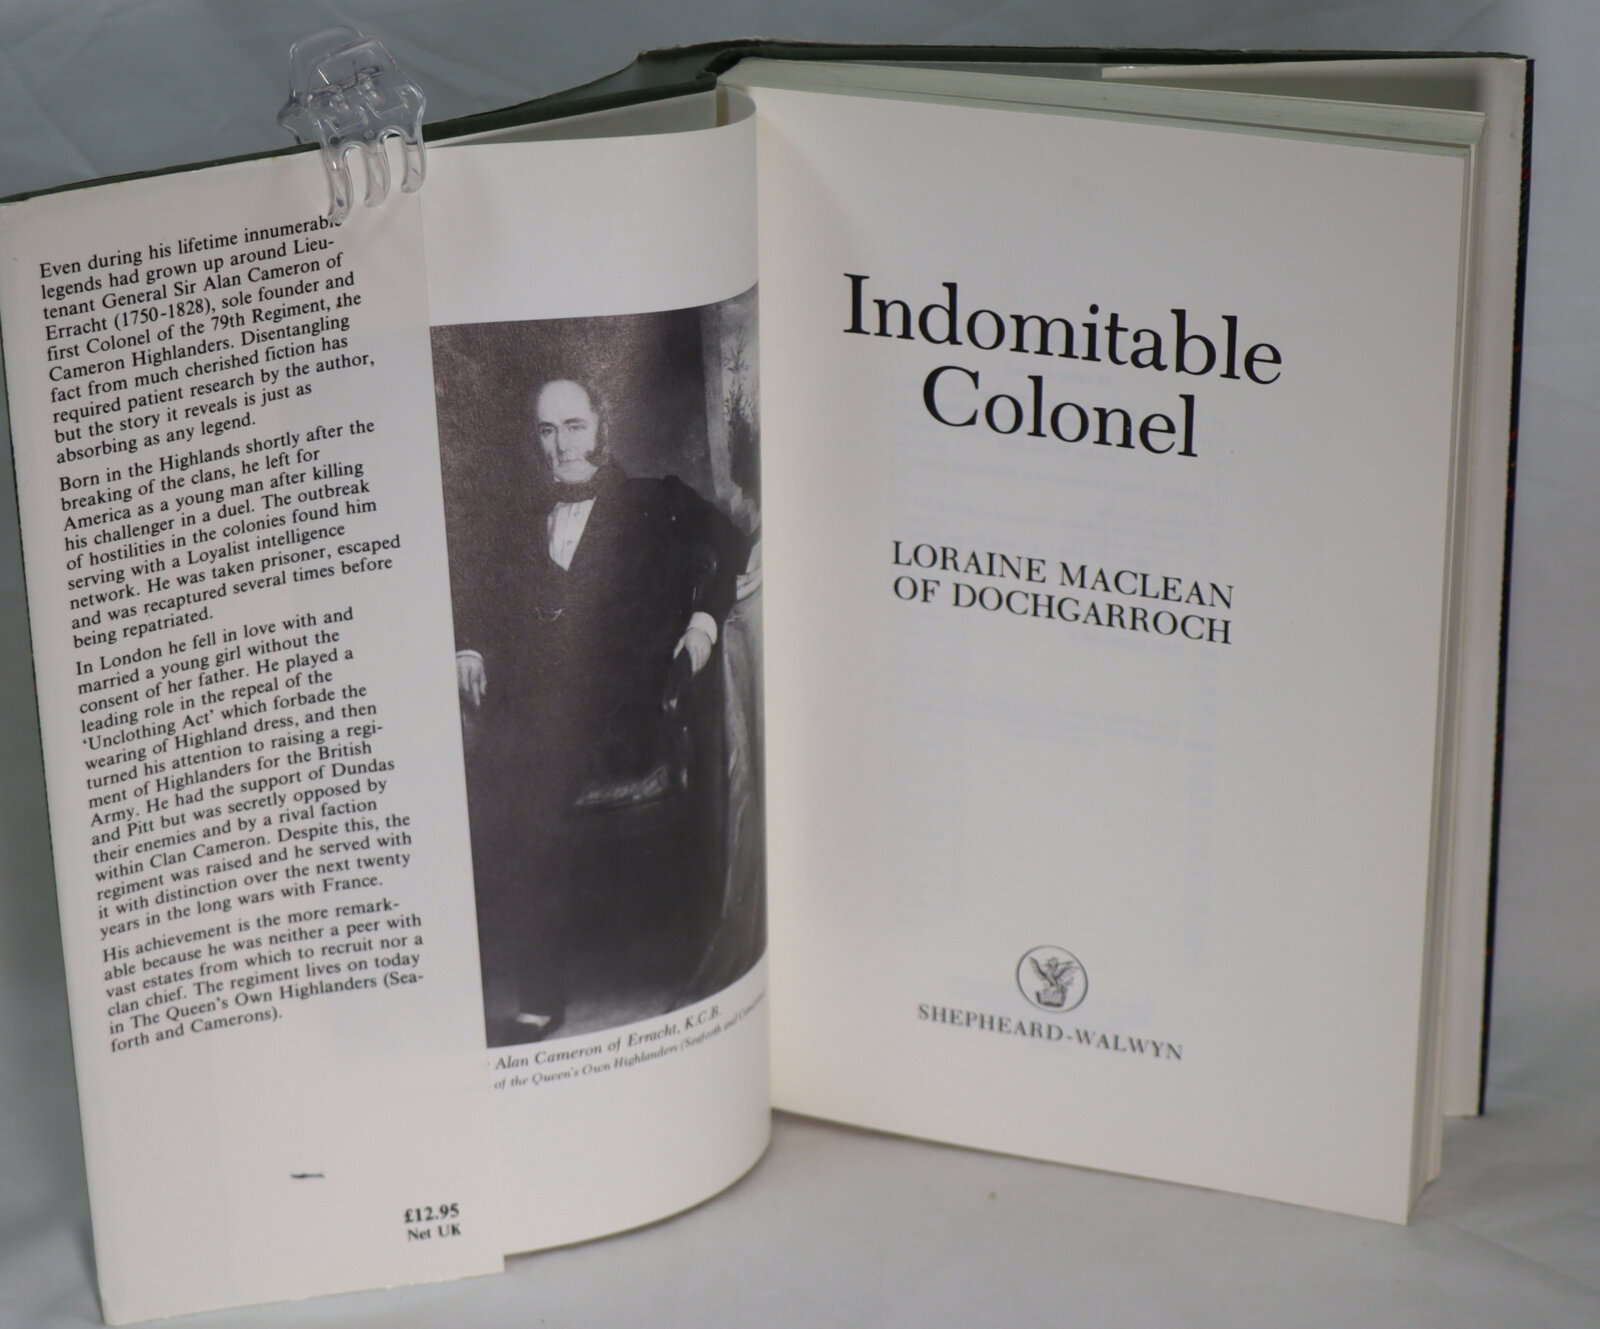 Even during his lifetime innumerable
legends had grown up around Lieu-
tenant General Sir Alan Cameron of
Erracht (1750-1828), sole founder and
first Colonel of the 79th Regiment, the
Cameron Highlanders. Disentangling
fact from much cherished fiction has
required patient research by the author,
but the story it reveals is just as
absorbing as any legend.
Born in the Highlands shortly after the
breaking of the clans, he left for
America as a young man after killing
his challenger in a duel. The outbreak
of hostilities in the colonies found him
serving with a Loyalist intelligence
network. He was taken prisoner, escaped
and was recaptured several times before
being repatriated.
In London he fell in love with and
married a young girl without the
consent of her father. He played a
leading role in the repeal of the
‘Unclothing Act’ which forbade the
wearing of Highland dress, and then
turned his attention to raising a regi-
ment of Highlanders for the British
Army. He had the support of Dundas
and Pitt but was secretly opposed by
their enemies and by a rival faction
within Clan Cameron. Despite this, the
regiment was raised and he served with
it with distinction over the next twenty
years in the long wars with France.
His achievement is the more remark-
able because he was neither a peer with
vast estates from which to recruit nor a
clan chief. The regiment lives on today
in The Queen's Own Highlanders (Sea-
forth and Camerons).
£12.95
Net UK
Alan Cameron of Erracht, K.C.B.
of the Queen's Own Highlanders (Seaforth and
Indomitable
Colonel
LORAINE MACLEAN
OF DOCHGARROCH
SHEPHEARD-WALWYN